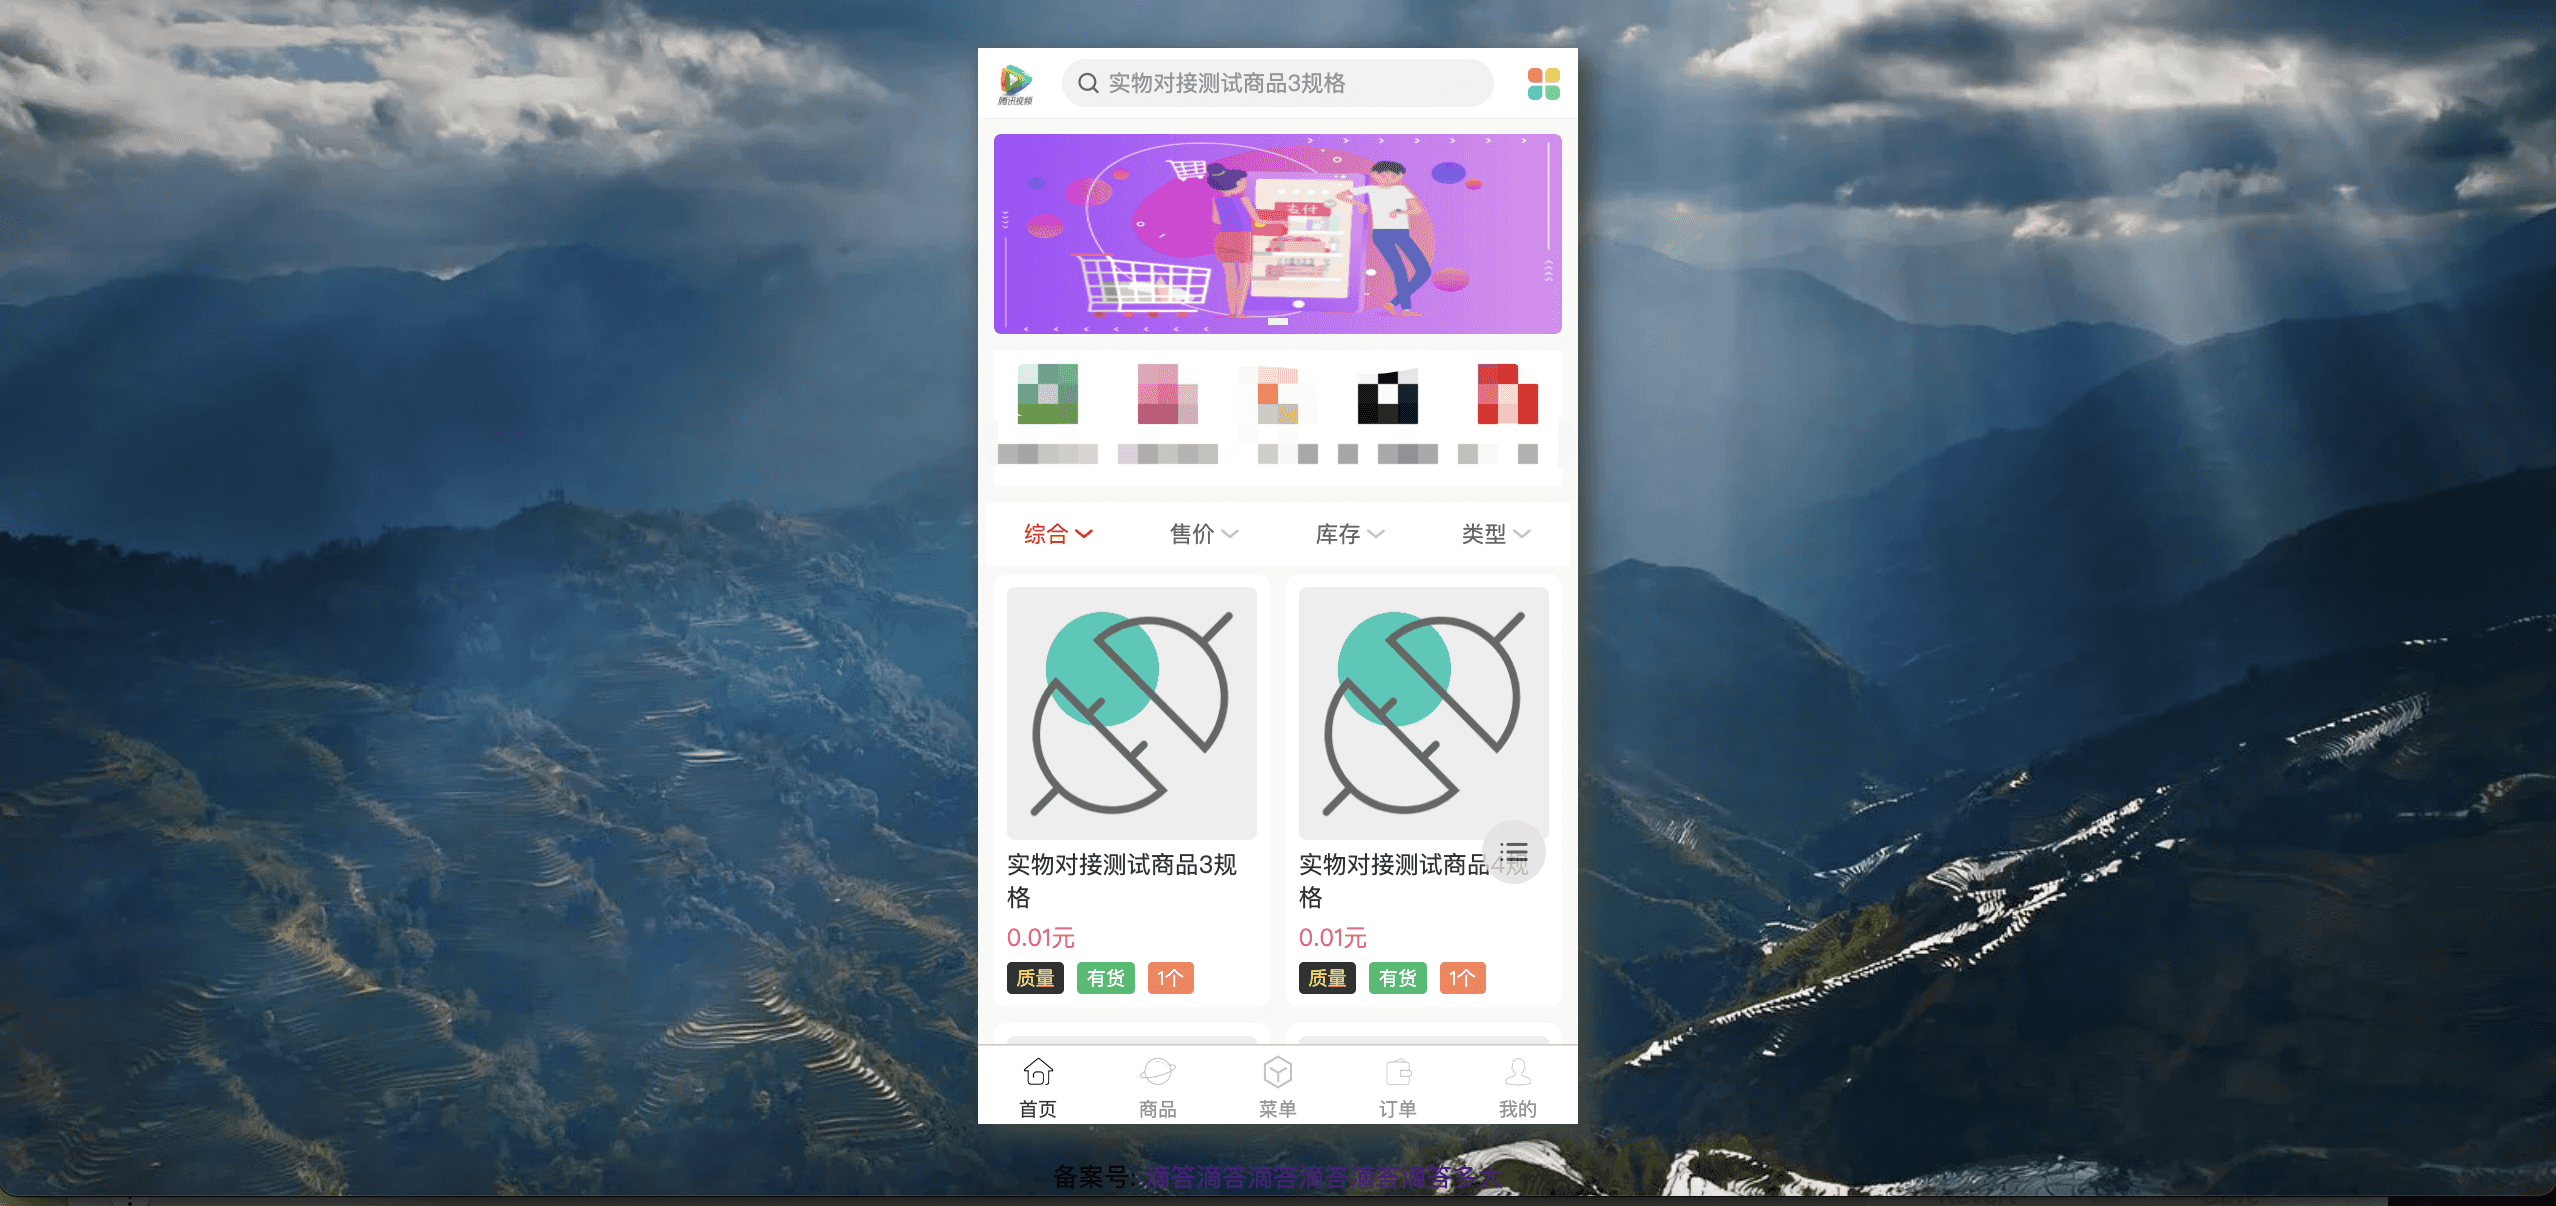 腾讯视频
实物对接测试商品3规格
支付
综合
售价
库存
类型
实物对接测试商品3规
格
0.01元
质量
有货
1个
实物对接测试商品4规
格
0.01元
质量
有货
1个
首页
商品
菜单
订单
我的
备案号: 滴答滴答滴答滴答滴答滴答多大